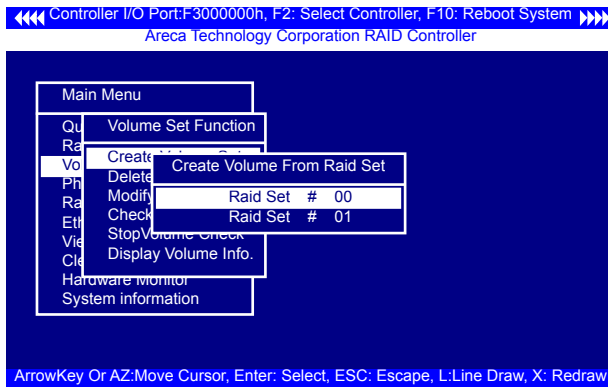 Controller I/O Port:F3000000h, F2: Select Controller, F10: Reboot System
Areca Technology Corporation RAID Controller
Main Menu
Volume Set Function
Create Volume From Raid Set
Raid Set # 00
Raid Set # 01
Delete
Modify
Check
StopVolume Check
Display Volume Info.
Hardware Monitor
System information
ArrowKey Or AZ:Move Cursor, Enter: Select, ESC: Escape, L:Line Draw, X: Redraw